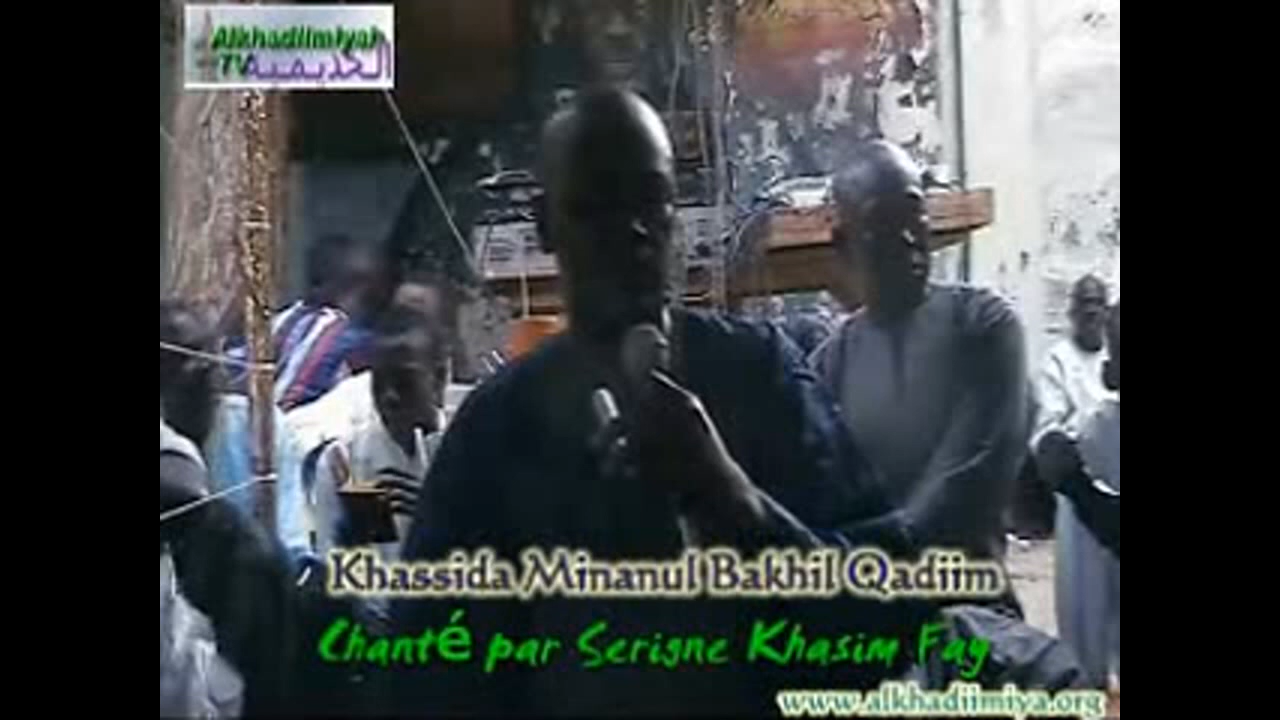 Alkhadiimiyah
TV الخديمية
Khassida Minanul Bakhil Qadiim
Chanté par Serigne Khasim Fay
www.alkhadiimiya.org